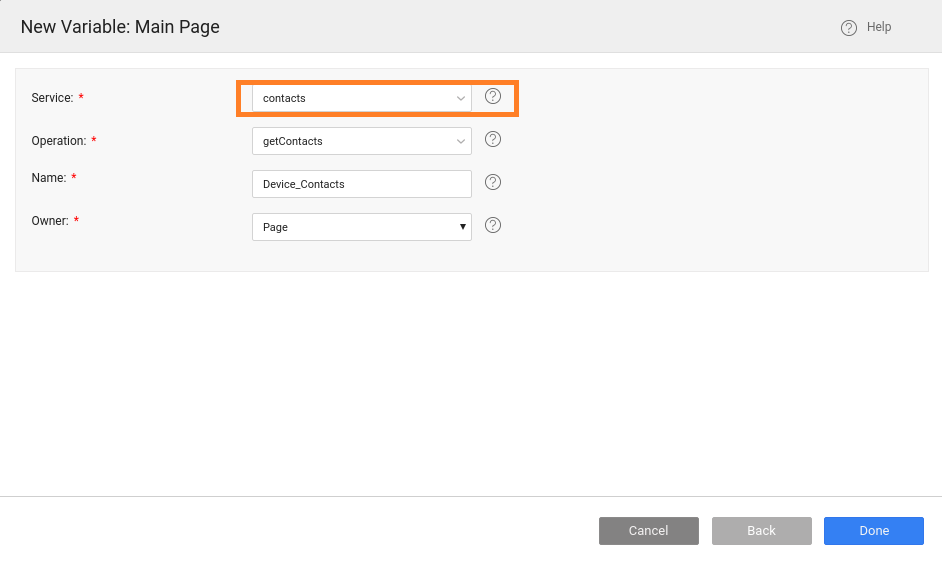 New Variable: Main Page
? Help
Service: * contacts ?
Operation: * getContacts ?
Name: * Device_Contacts ?
Owner: * Page ?
Cancel Back Done